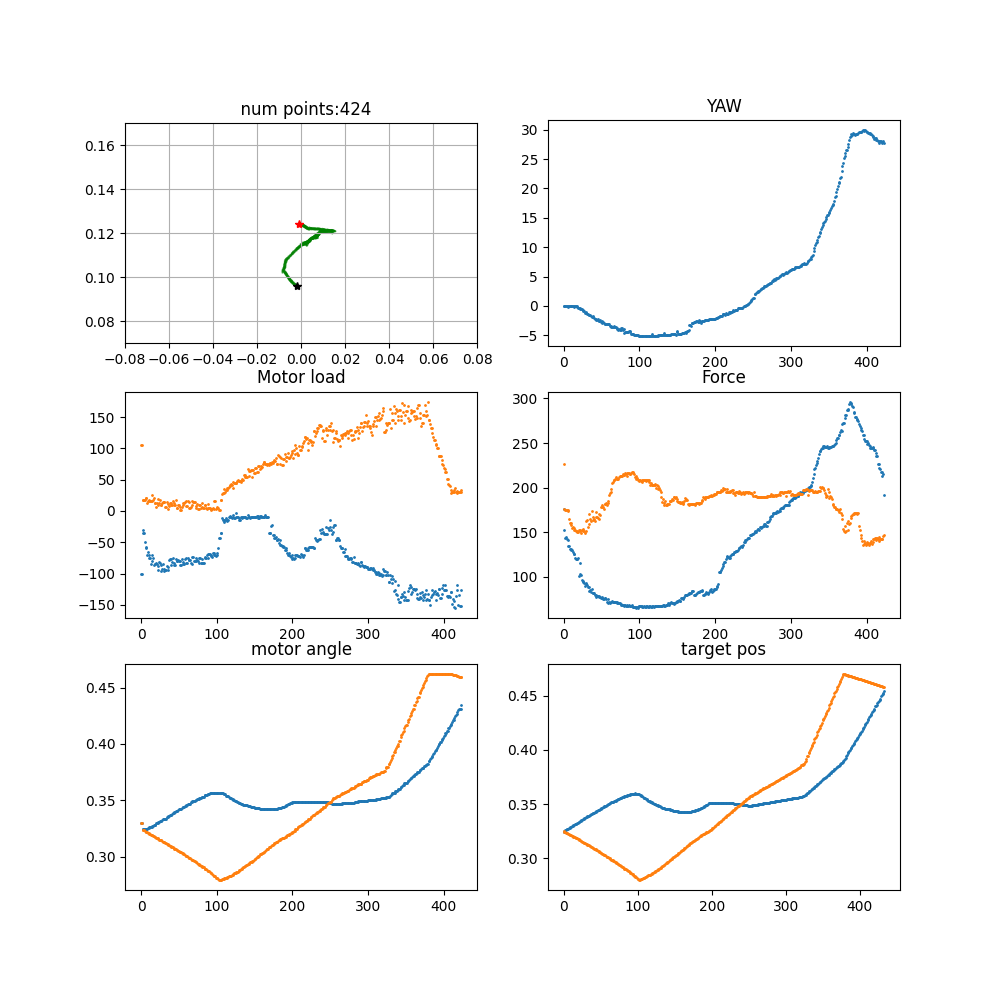 num points:424
0.16
0.14
0.12
0.10
0.08
−0.08 −0.06 −0.04 −0.02 0.00 0.02 0.04 0.06 0.08
YAW
30
25
20
15
10
5
0
−5
0 100 200 300 400
Motor load
150
100
50
0
−50
−100
−150
0 100 200 300 400
Force
300
250
200
150
100
0 100 200 300 400
motor angle
0.45
0.40
0.35
0.30
0 100 200 300 400
target pos
0.45
0.40
0.35
0.30
0 100 200 300 400